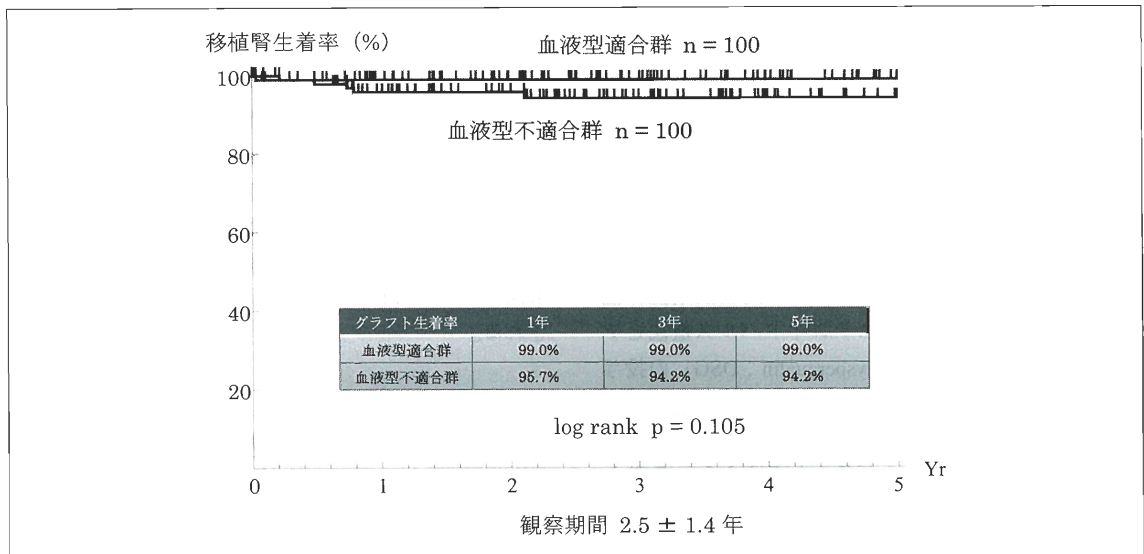 移植腎生着率 (%)
血液型適合群 n = 100
100
血液型不適合群 n = 100
80
60
40
グラフト生着率 1年 3年 5年
血液型適合群 99.0% 99.0% 99.0%
血液型不適合群 95.7% 94.2% 94.2%
20
log rank p = 0.105
0 1 2 3 4 5 Yr
観察期間 2.5 ± 1.4 年